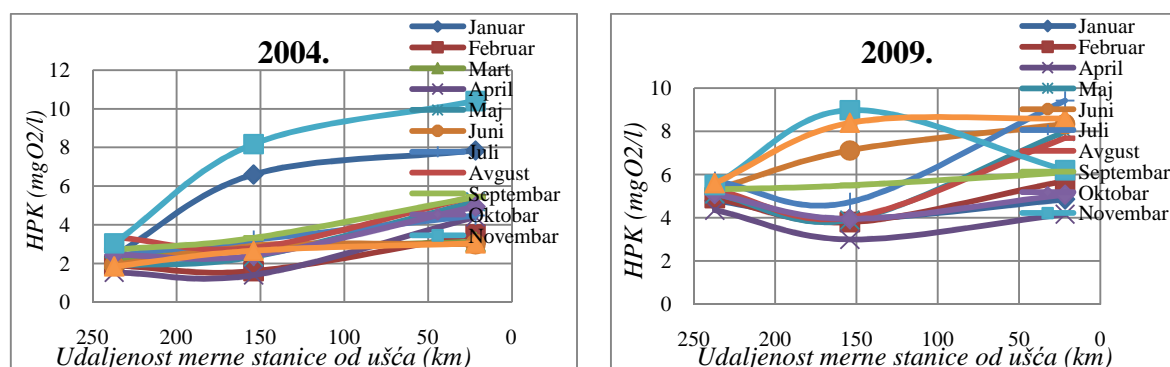 2004.
HPK (mgO2/l)
12
10
8
6
4
2
0
250 200 150 100 50 0
Udaljenost merne stanice od ušća (km)
Januar
Februar
Mart
April
Maj
Juni
Juli
Avgust
Septembar
Oktobar
Novembar
2009.
HPK (mgO2/l)
10
8
6
4
2
0
250 200 150 100 50 0
Udaljenost merne stanice od ušća (km)
Januar
Februar
April
Maj
Juni
Juli
Avgust
Septembar
Oktobar
Novembar